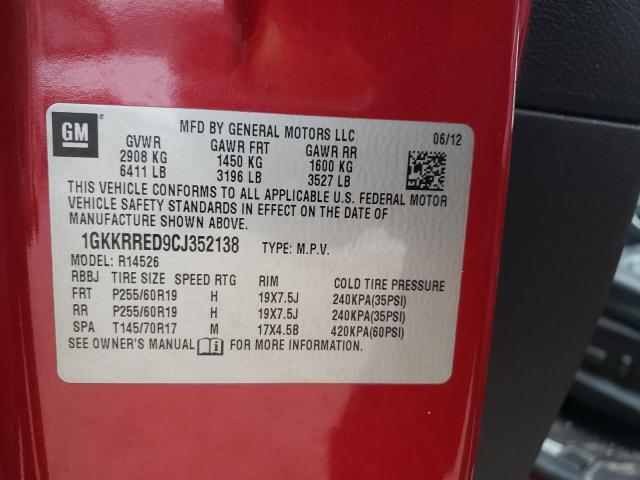 GM
MFD BY GENERAL MOTORS LLC 06/12
GVWR GAWR FRT GAWR RR
2908 KG 1450 KG 1600 KG
6411 LB 3196 LB 3527 LB
THIS VEHICLE CONFORMS TO ALL APPLICABLE U.S. FEDERAL MOTOR
VEHICLE SAFETY STANDARDS IN EFFECT ON THE DATE OF
MANUFACTURE SHOWN ABOVE.
1GKKRRED9CJ352138 TYPE: M.P.V.
MODEL: R14526
RBBJ TIRE SIZE SPEED RTG RIM COLD TIRE PRESSURE
FRT P255/60R19 H 19X7.5J 240KPA(35PSI)
RR P255/60R19 H 19X7.5J 240KPA(35PSI)
SPA T145/70R17 M 17X4.5B 420KPA(60PSI)
SEE OWNER'S MANUAL FOR MORE INFORMATION.